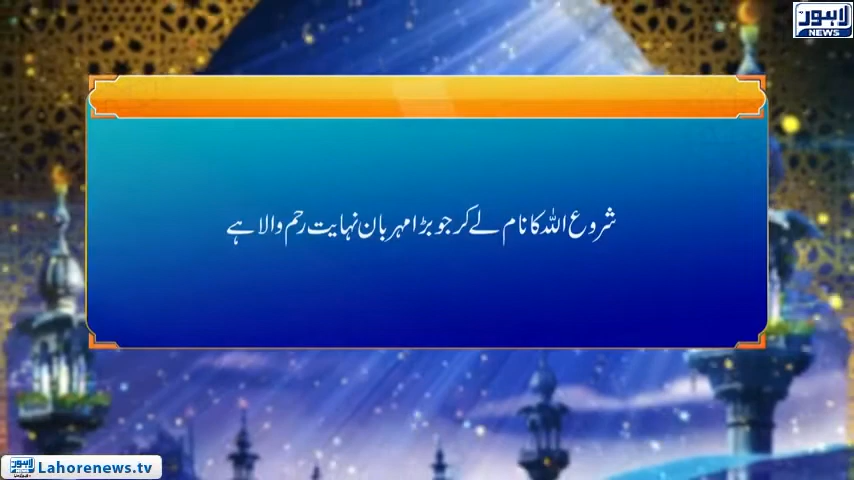 لاہور
NEWS
شروع اللہ کا نام لے کر جو بڑا مہربان نہایت رحم والا ہے
Lahorenews.tv